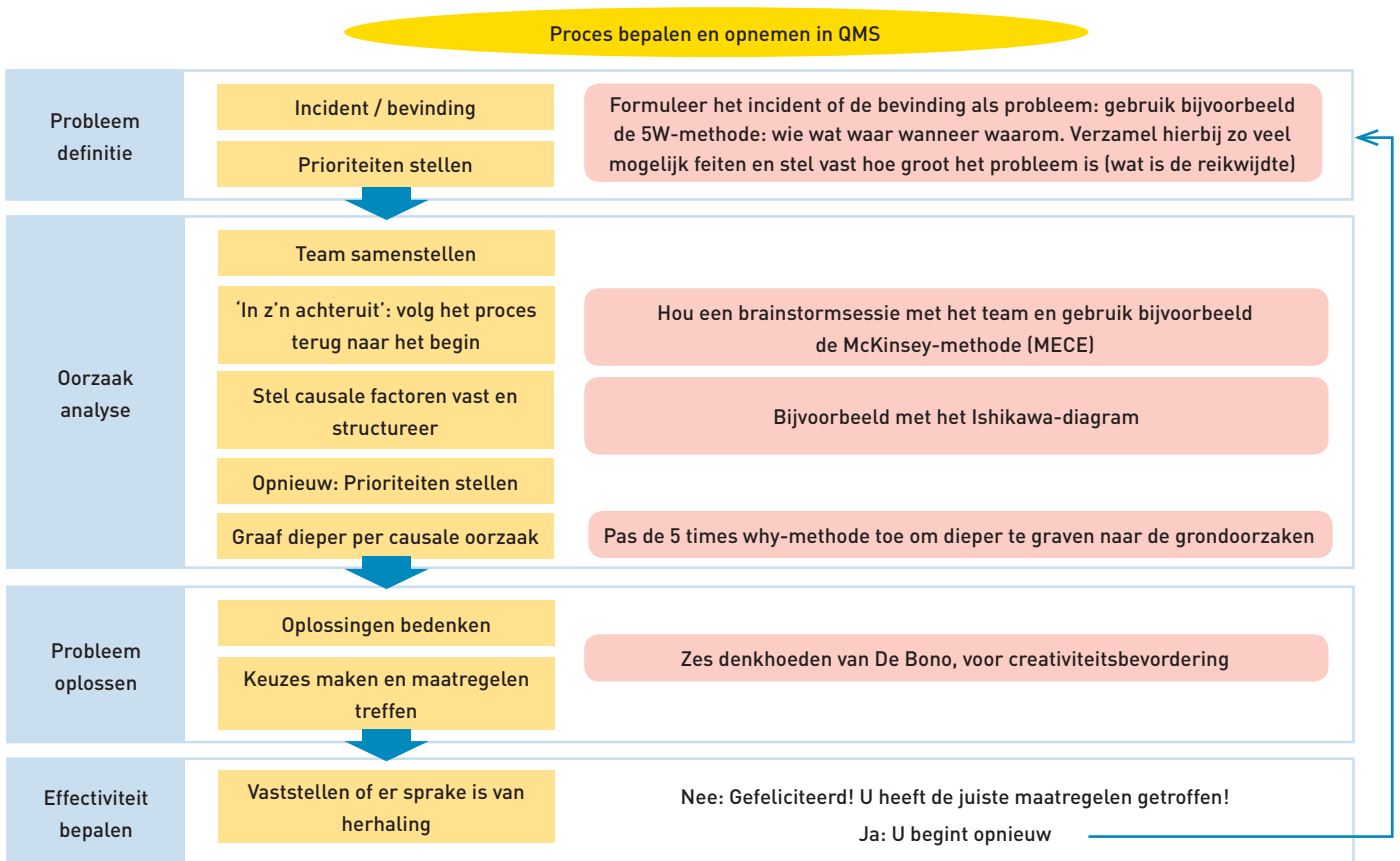 Proces bepalen en opnemen in QMS
Probleem
definitie
Incident / bevinding
Prioriteiten stellen
Formuleer het incident of de bevinding als probleem: gebruik bijvoorbeeld
de 5W-methode: wie wat waar wanneer waarom. Verzamel hierbij zo veel
mogelijk feiten en stel vast hoe groot het probleem is (wat is de reikwijdte)
Oorzaak
analyse
Team samenstellen
‘In z’n achteruit’: volg het proces
terug naar het begin
Hou een brainstormsessie met het team en gebruik bijvoorbeeld
de McKinsey-methode (MECE)
Stel causale factoren vast en
structureer
Bijvoorbeeld met het Ishikawa-diagram
Opnieuw: Prioriteiten stellen
Graaf dieper per causale oorzaak
Pas de 5 times why-methode toe om dieper te graven naar de grondoorzaken
Probleem
oplossen
Oplossingen bedenken
Keuzes maken en maatregelen
treffen
Zes denkhoeden van De Bono, voor creativiteitsbevordering
Effectiviteit
bepalen
Vaststellen of er sprake is van
herhaling
Nee: Gefeliciteerd! U heeft de juiste maatregelen getroffen!
Ja: U begint opnieuw